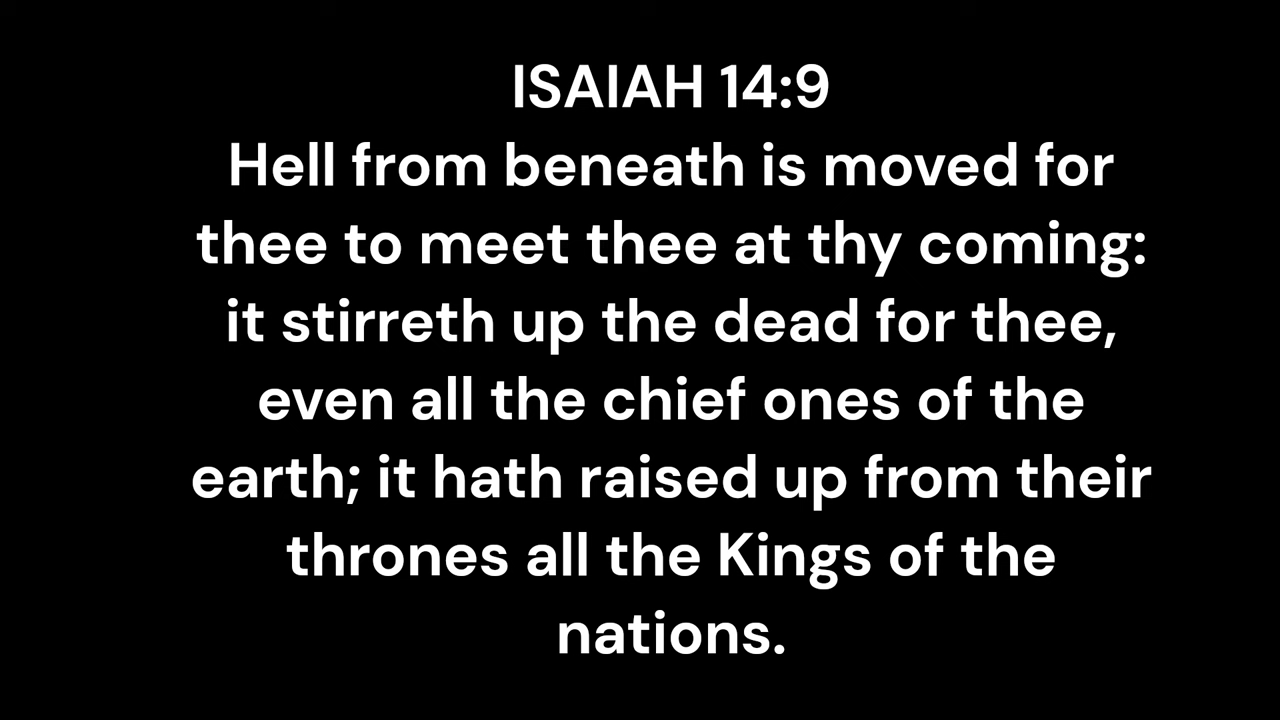 ISAIAH 14:9
Hell from beneath is moved for
thee to meet thee at thy coming:
it stirreth up the dead for thee,
even all the chief ones of the
earth; it hath raised up from their
thrones all the Kings of the
nations.